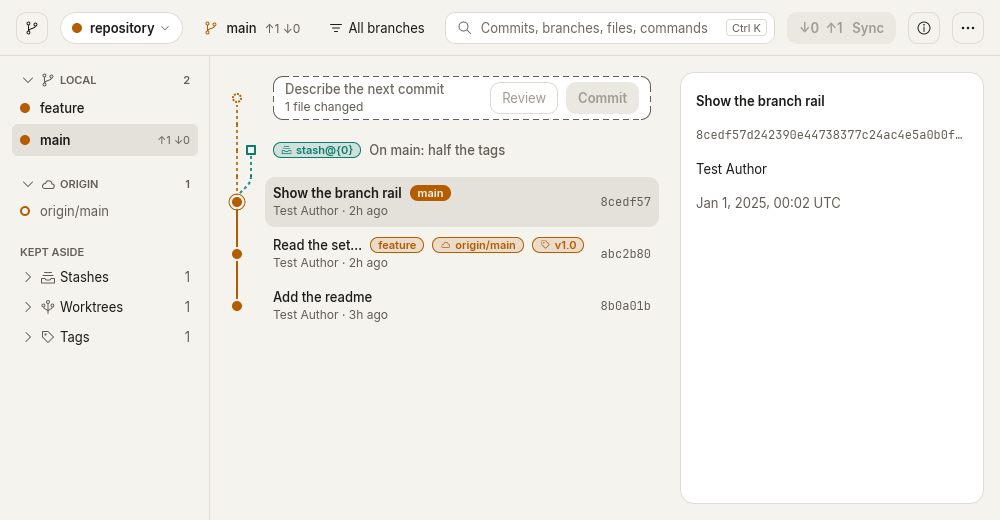 repository
main ↑1 ↓0
All branches
Commits, branches, files, commands Ctrl K
↓0 ↑1 Sync
LOCAL 2
feature
main ↑1 ↓0
ORIGIN 1
origin/main
KEPT ASIDE
Stashes 1
Worktrees 1
Tags 1
Describe the next commit
1 file changed
Review
Commit
stash@{0} On main: half the tags
Show the branch rail main
Test Author · 2h ago
8cedf57
Read the set… feature origin/main v1.0
Test Author · 2h ago
abc2b80
Add the readme
Test Author · 3h ago
8b0a01b
Show the branch rail
8cedf57d242390e44738377c24ac4e5a0b0f…
Test Author
Jan 1, 2025, 00:02 UTC